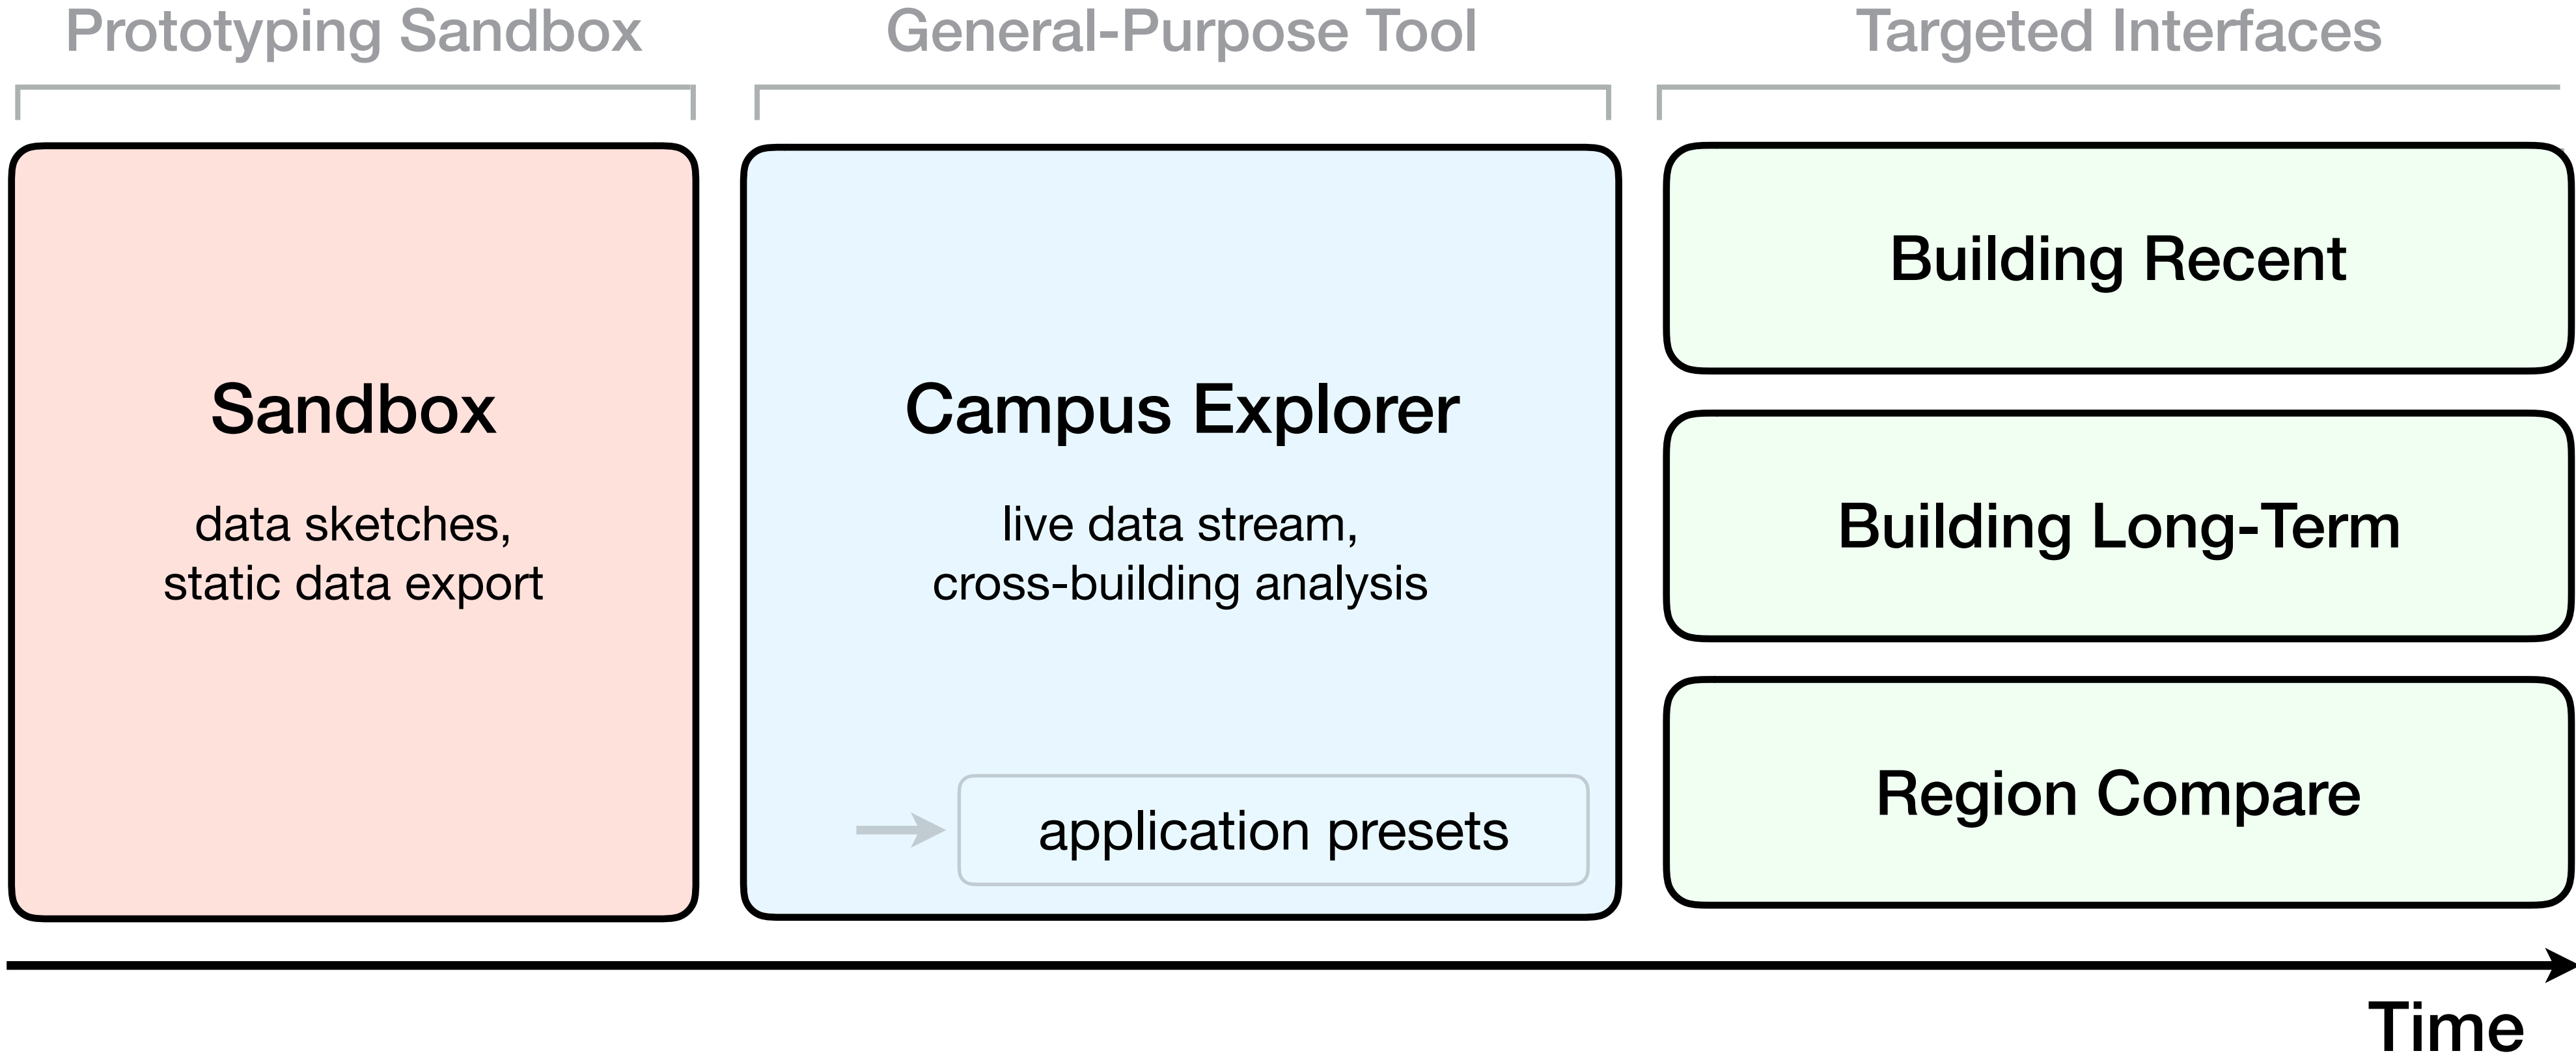 Prototyping Sandbox
General-Purpose Tool
Targeted Interfaces
Sandbox
data sketches,
static data export
Campus Explorer
live data stream,
cross-building analysis
application presets
Building Recent
Building Long-Term
Region Compare
Time